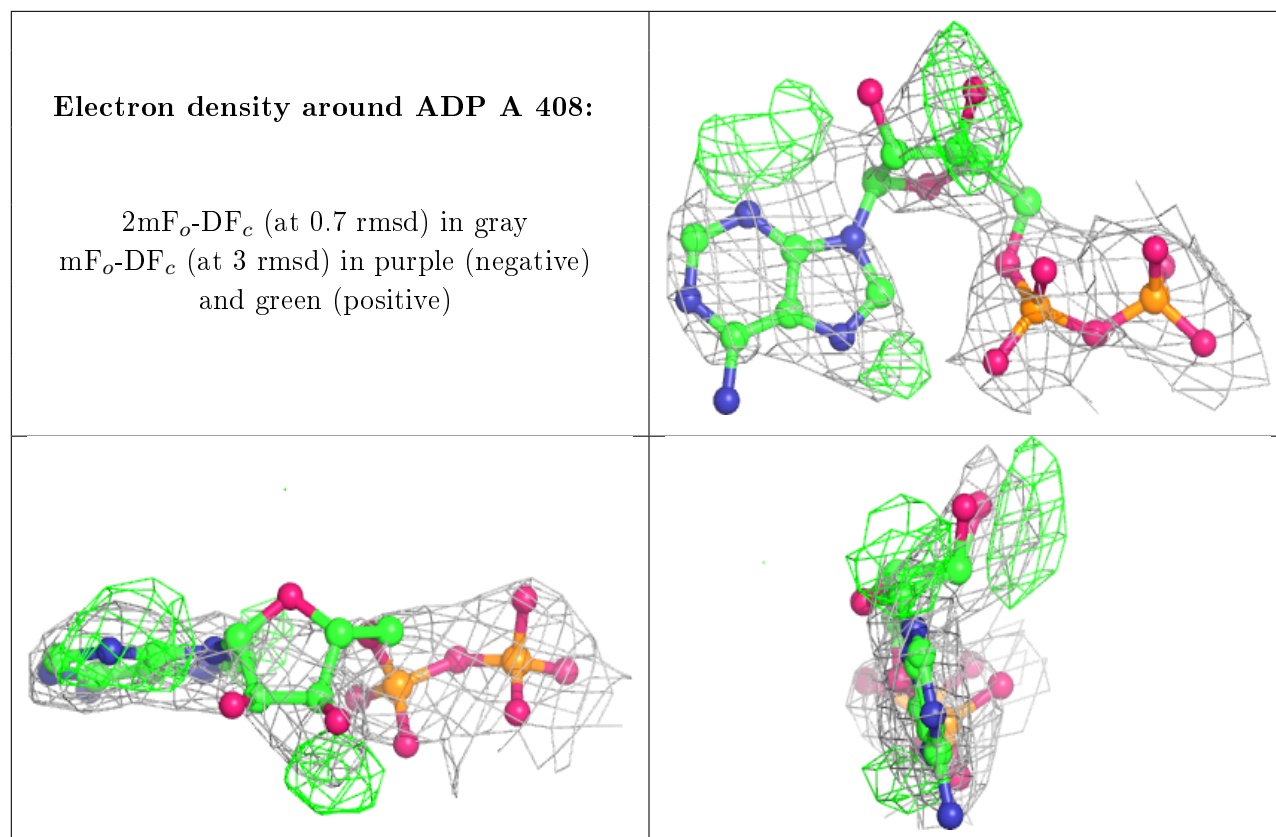 Electron density around ADP A 408:
2mFₒ-DF𝒸 (at 0.7 rmsd) in gray
mFₒ-DF𝒸 (at 3 rmsd) in purple (negative)
and green (positive)